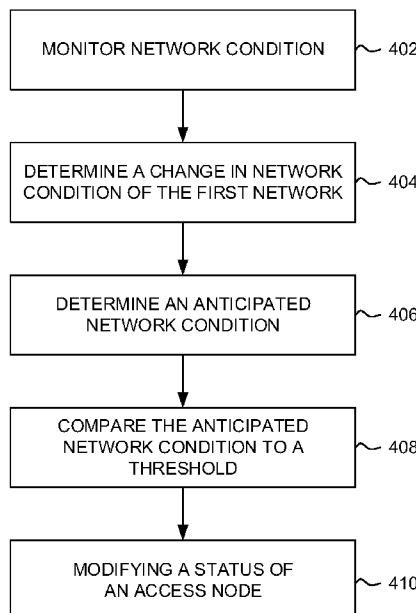 MONITOR NETWORK CONDITION
402
DETERMINE A CHANGE IN NETWORK
CONDITION OF THE FIRST NETWORK
404
DETERMINE AN ANTICIPATED
NETWORK CONDITION
406
COMPARE THE ANTICIPATED
NETWORK CONDITION TO A
THRESHOLD
408
MODIFYING A STATUS OF
AN ACCESS NODE
410